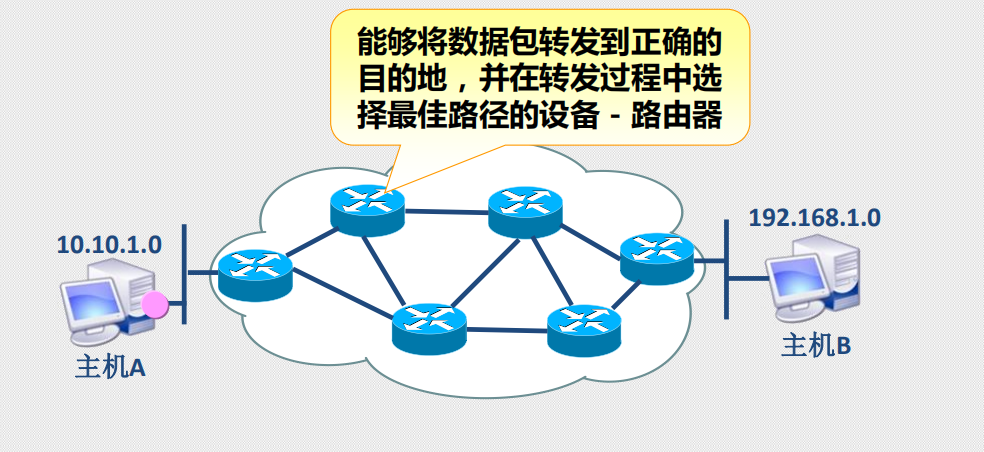 能够将数据包转发到正确的
目的地，并在转发过程中选
择最佳路径的设备－路由器
10.10.1.0
192.168.1.0
主机A
主机B